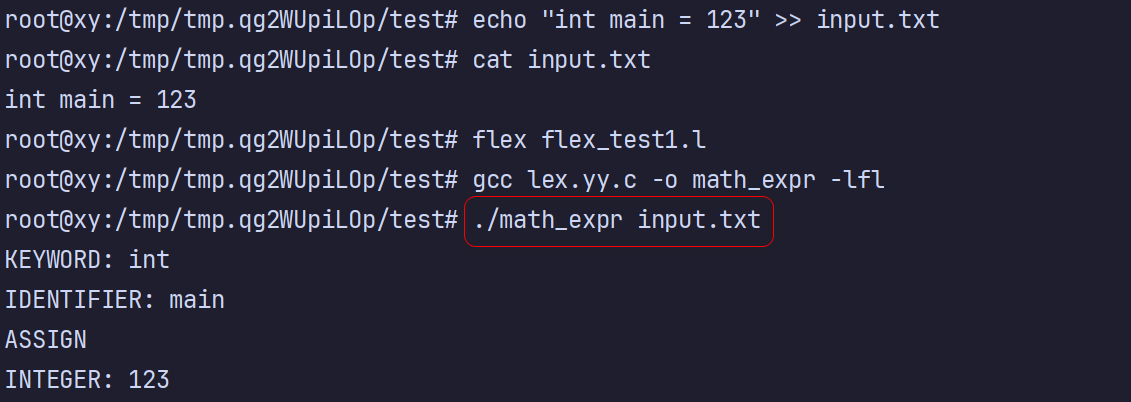 root@xy:/tmp/tmp.qg2WUpiLOp/test# echo "int main = 123" >> input.txt
root@xy:/tmp/tmp.qg2WUpiLOp/test# cat input.txt
int main = 123
root@xy:/tmp/tmp.qg2WUpiLOp/test# flex flex_test1.l
root@xy:/tmp/tmp.qg2WUpiLOp/test# gcc lex.yy.c -o math_expr -lfl
root@xy:/tmp/tmp.qg2WUpiLOp/test# ./math_expr input.txt
KEYWORD: int
IDENTIFIER: main
ASSIGN
INTEGER: 123